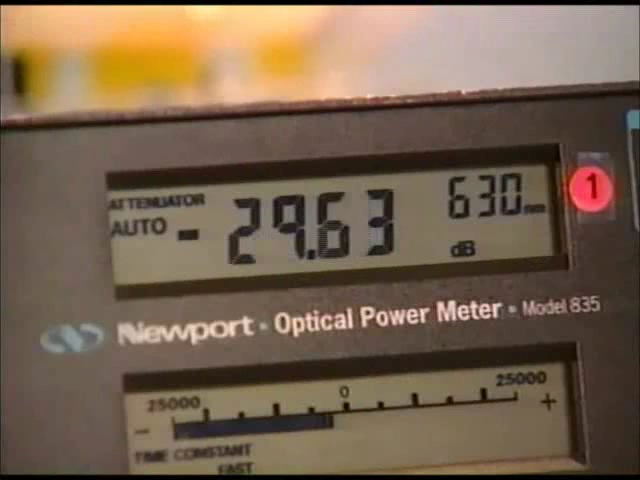 ATTENUATOR
AUTO - 29.63 630 nm
dB
1
Newport • Optical Power Meter • Model 835
25000 0 25000
- +
TIME CONSTANT
FAST